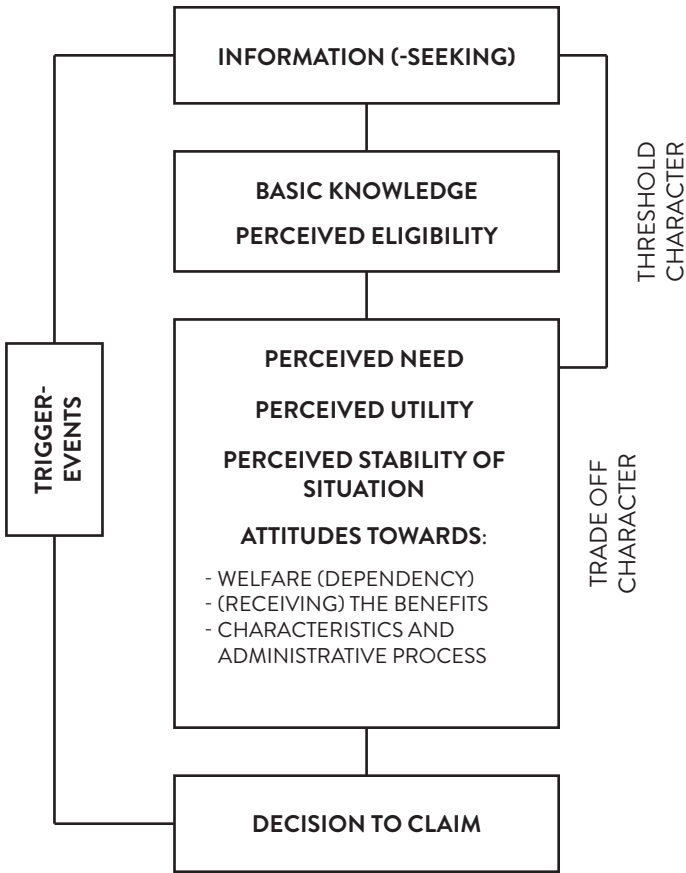 INFORMATION (-SEEKING)
BASIC KNOWLEDGE
PERCEIVED ELIGIBILITY
THRESHOLD
CHARACTER
TRIGGER-
EVENTS
PERCEIVED NEED
PERCEIVED UTILITY
PERCEIVED STABILITY OF
SITUATION
ATTITUDES TOWARDS:
- WELFARE (DEPENDENCY)
- (RECEIVING) THE BENEFITS
- CHARACTERISTICS AND
ADMINISTRATIVE PROCESS
TRADE OFF
CHARACTER
DECISION TO CLAIM